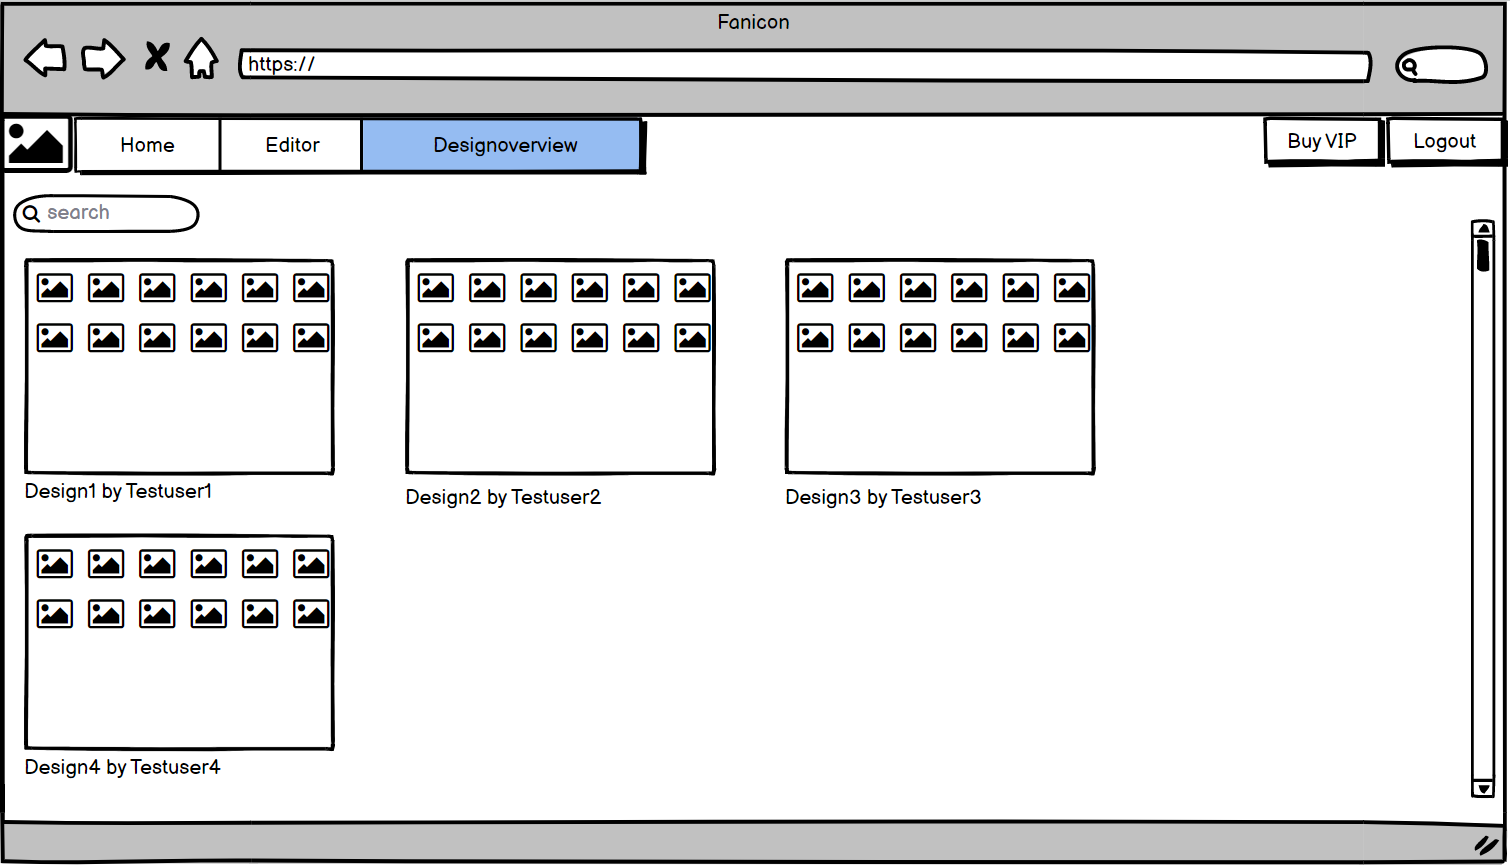 Fanicon
https://
Home Editor Designoverview Buy VIP Logout
search
Design1 by Testuser1
Design2 by Testuser2
Design3 by Testuser3
Design4 by Testuser4